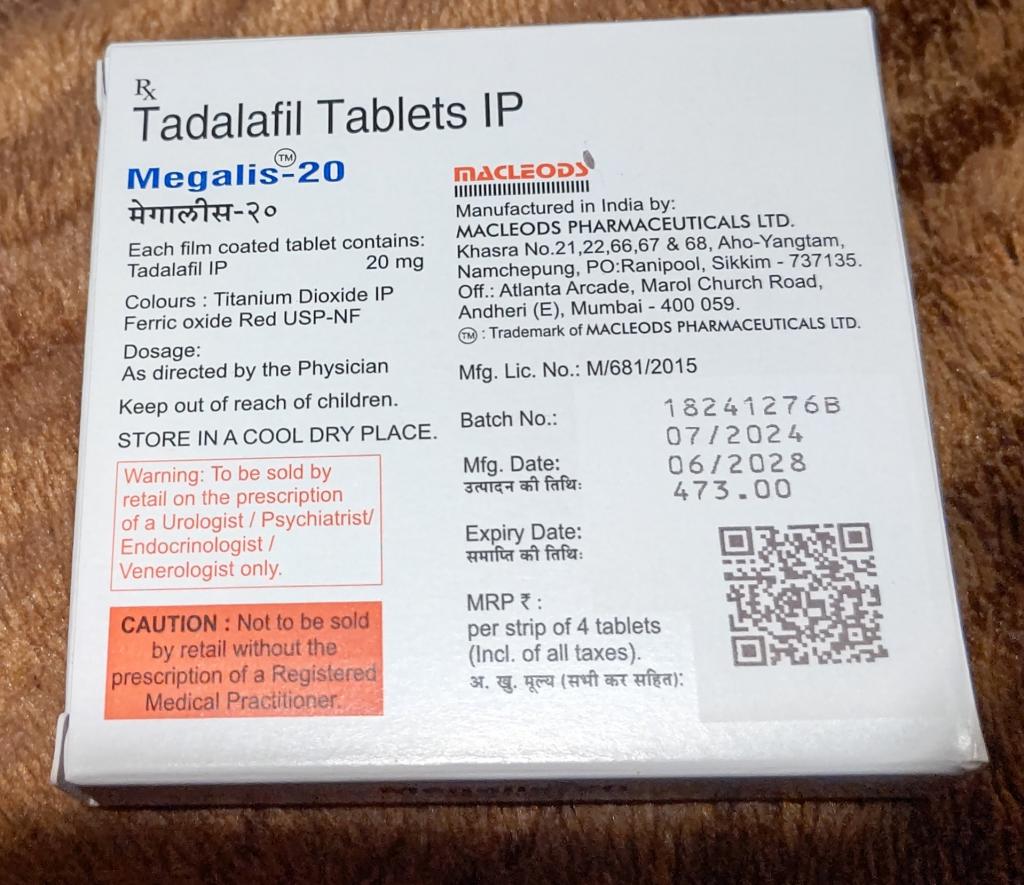 Rx
Tadalafil Tablets IP
Megalis™-20
मेगालीस-२०
Each film coated tablet contains:
Tadalafil IP 20 mg
Colours : Titanium Dioxide IP
Ferric oxide Red USP-NF
Dosage:
As directed by the Physician
Keep out of reach of children.
STORE IN A COOL DRY PLACE.
Warning: To be sold by
retail on the prescription
of a Urologist / Psychiatrist/
Endocrinologist /
Venerologist only.
CAUTION : Not to be sold
by retail without the
prescription of a Registered
Medical Practitioner.
MACLEODS
Manufactured in India by:
MACLEODS PHARMACEUTICALS LTD.
Khasra No.21,22,66,67 & 68, Aho-Yangtam,
Namchepung, PO:Ranipool, Sikkim - 737135.
Off.: Atlanta Arcade, Marol Church Road,
Andheri (E), Mumbai - 400 059.
TM : Trademark of MACLEODS PHARMACEUTICALS LTD.
Mfg. Lic. No.: M/681/2015
Batch No.:
Mfg. Date:
उत्पादन की तिथि:
Expiry Date:
समाप्ति की तिथि:
MRP ₹ :
per strip of 4 tablets
(Incl. of all taxes).
अ. खु. मूल्य (सभी कर सहित):
18241276B
07/2024
06/2028
473.00